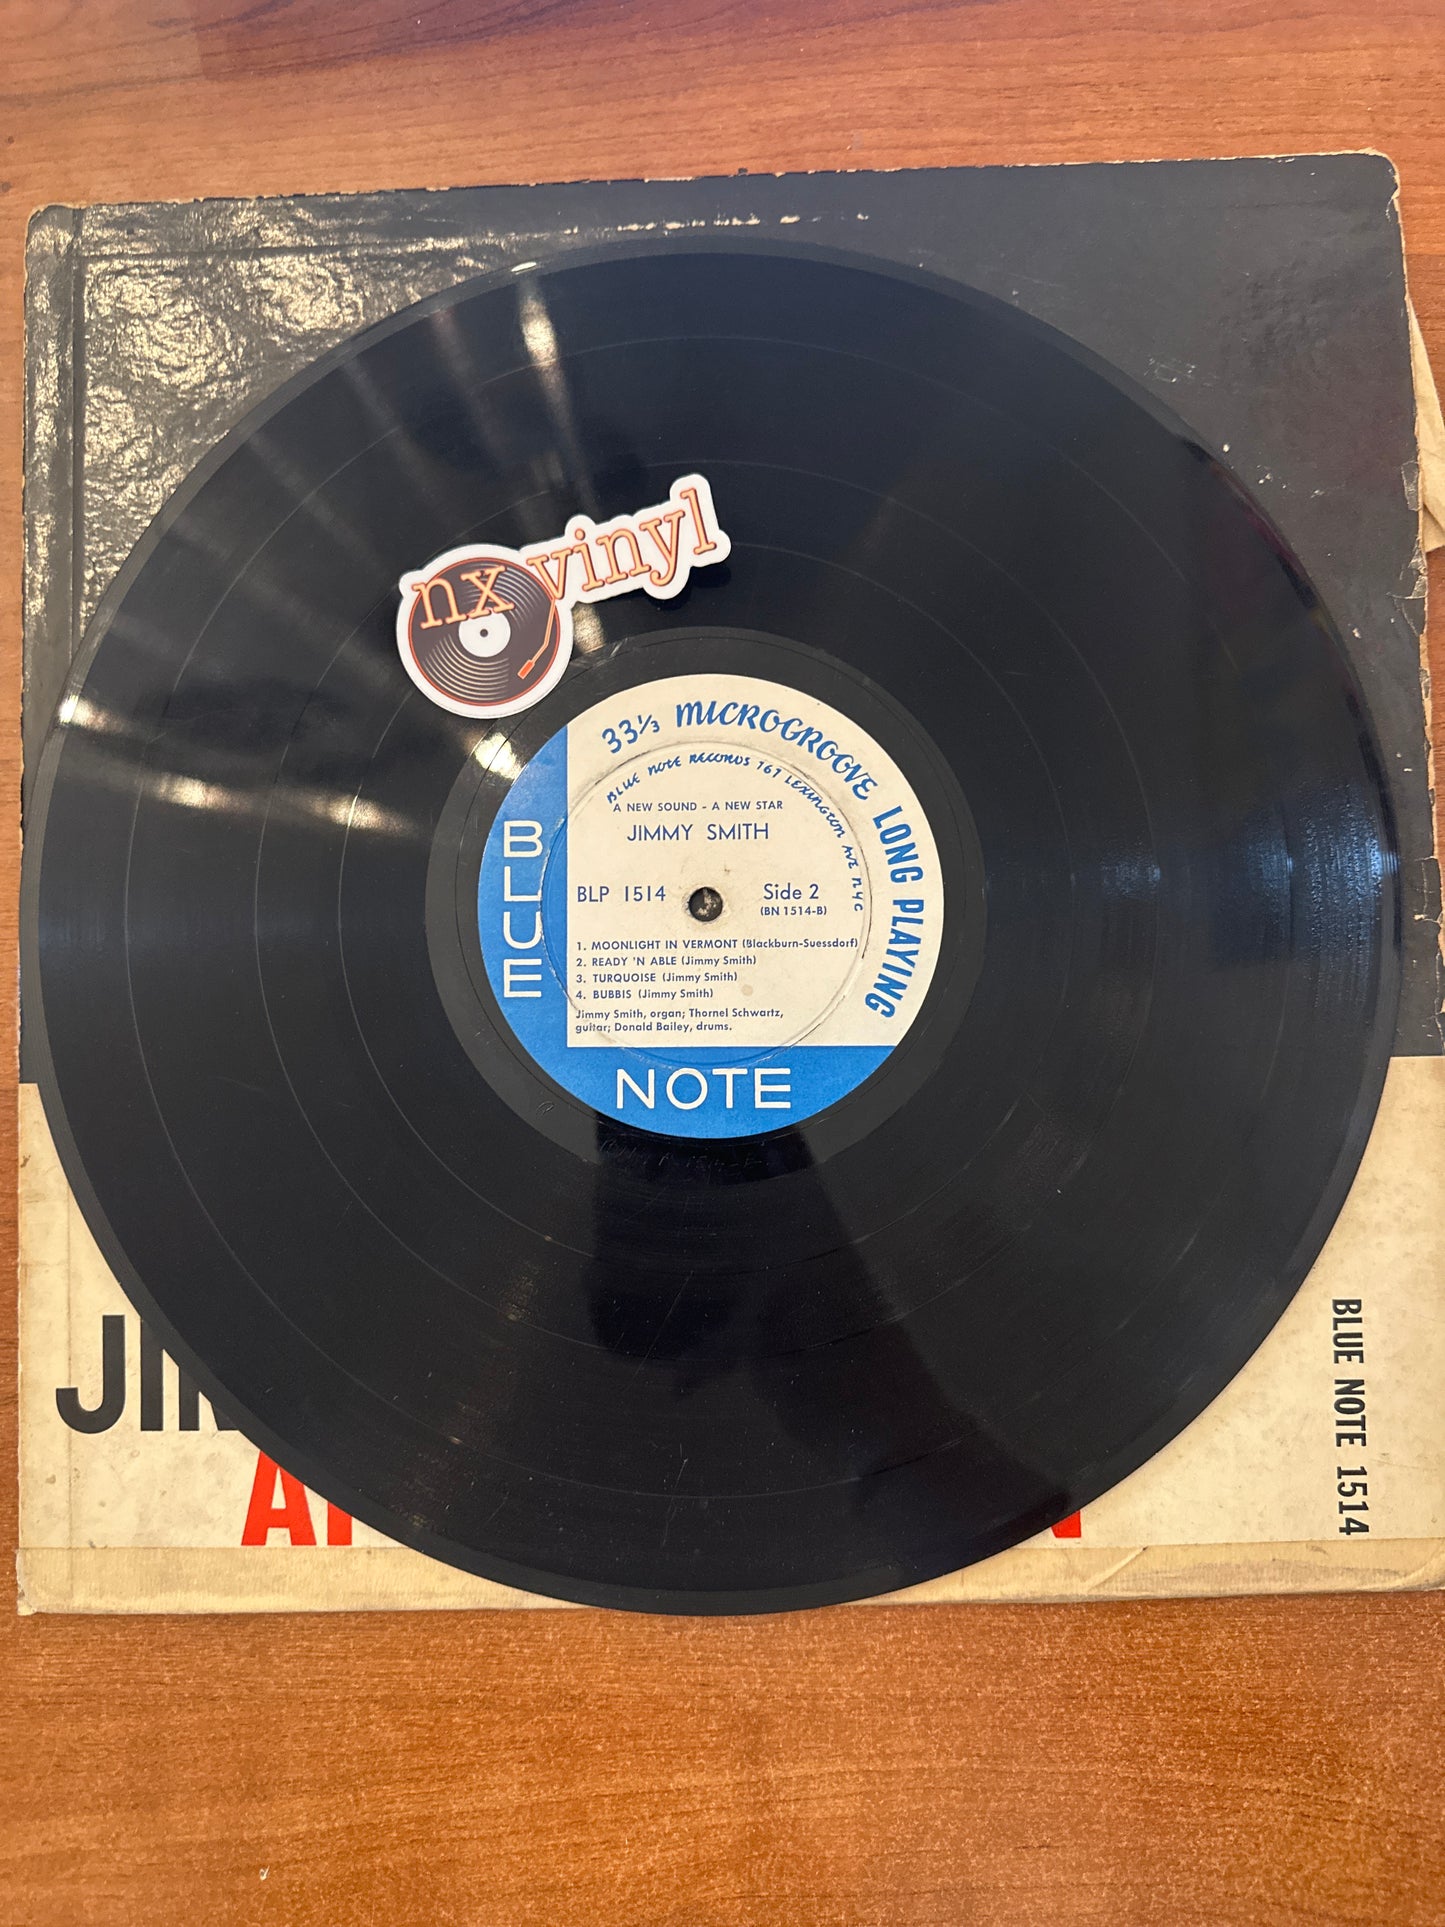 nx vinyl
33⅓ MICROGROOVE LONG PLAYING
BLUE NOTE RECORDS 767 LEXINGTON AVE NYC
A NEW SOUND - A NEW STAR
JIMMY SMITH
BLP 1514
Side 2
(BN 1514-B)
1. MOONLIGHT IN VERMONT (Blackburn-Suessdorf)
2. READY 'N ABLE (Jimmy Smith)
3. TURQUOISE (Jimmy Smith)
4. BUBBIS (Jimmy Smith)
Jimmy Smith, organ; Thornel Schwartz,
guitar; Donald Bailey, drums.
BLUE
NOTE
BLUE NOTE 1514